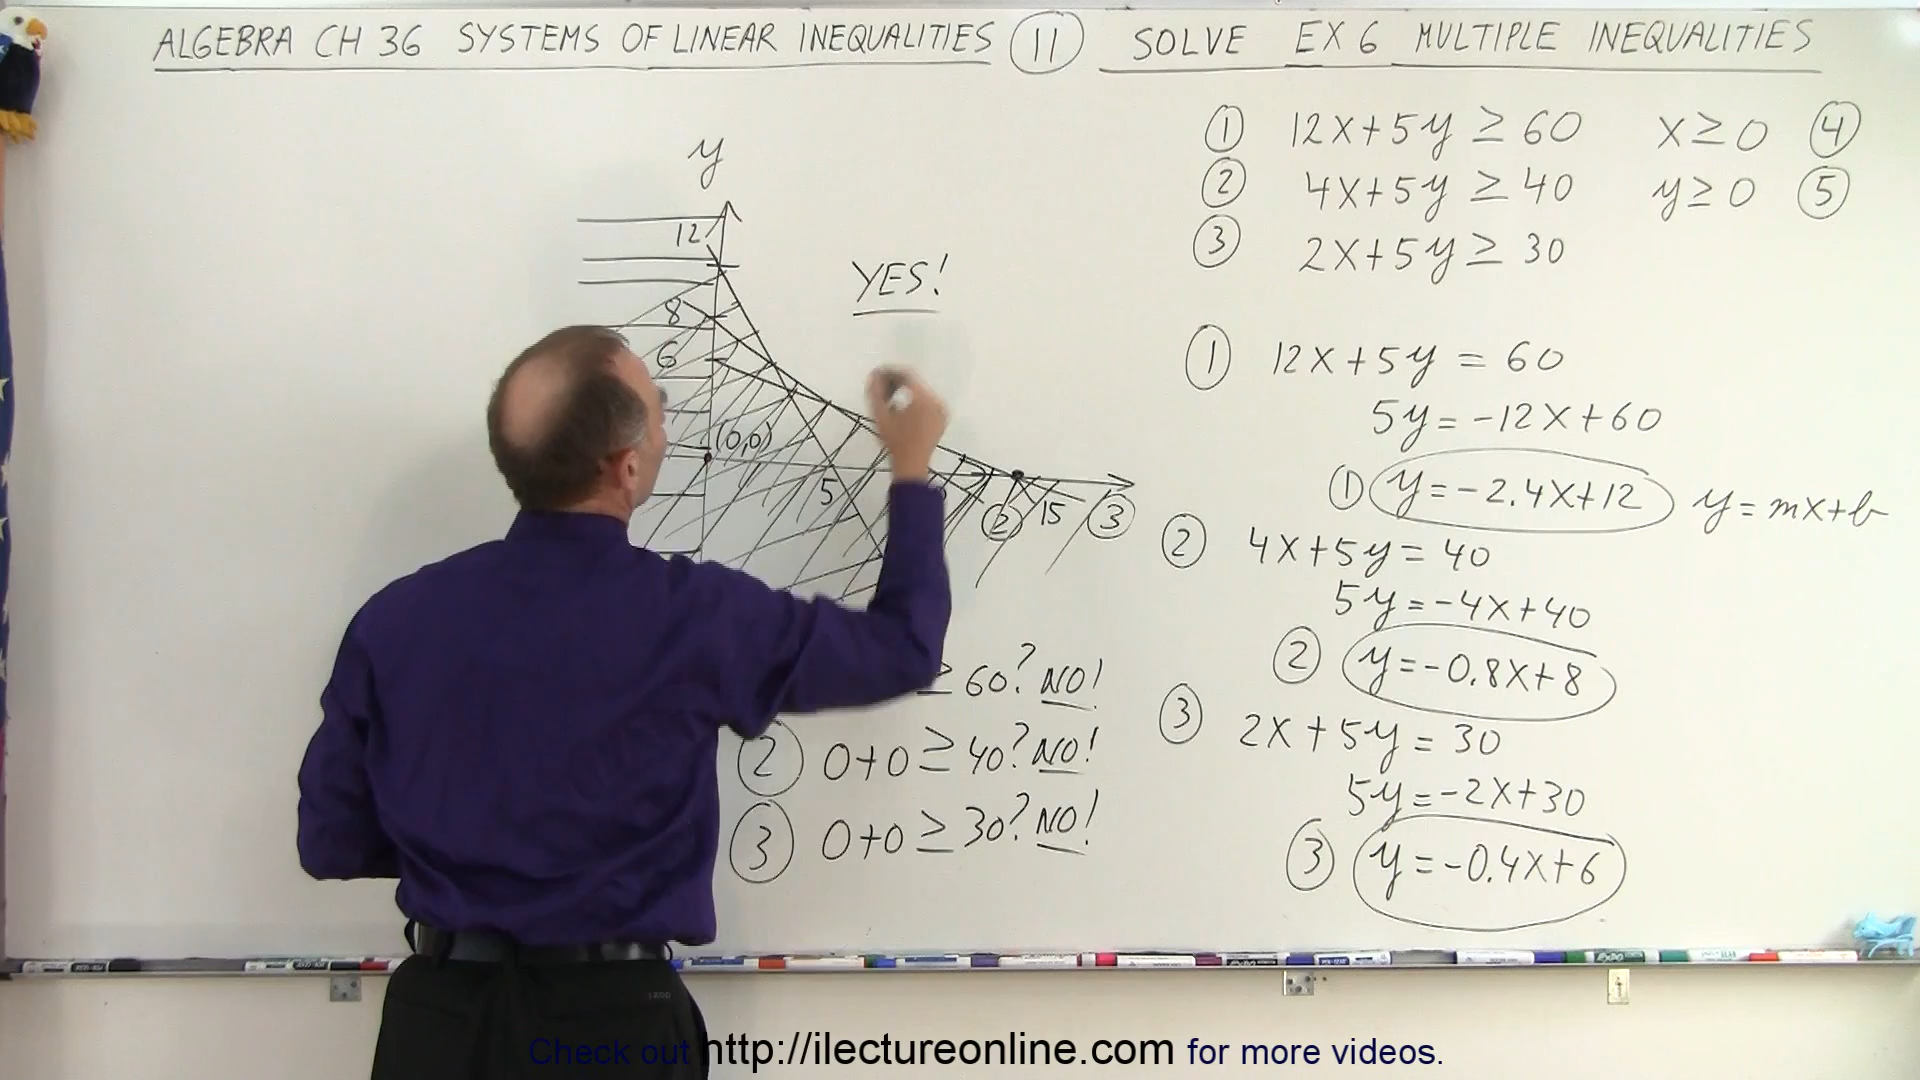 ALGEBRA CH 36 SYSTEMS OF LINEAR INEQUALITIES ⑪ SOLVE EX 6 MULTIPLE INEQUALITIES
① 12x+5y ≥ 60 x ≥ 0 ④
② 4x+5y ≥ 40 y ≥ 0 ⑤
③ 2x+5y ≥ 30
y
12
YES!
8
6
(0,0)
5
② 15 ③
① 12x+5y = 60
5y = -12x+60
① y = -2.4x+12 y = mx+b
② 4x+5y = 40
5y = -4x+40
② y = -0.8x+8
③ 2x+5y = 30
5y = -2x+30
③ y = -0.4x+6
≥ 60? NO!
② 0+0 ≥ 40? NO!
③ 0+0 ≥ 30? NO!
Check out http://ilectureonline.com for more videos.